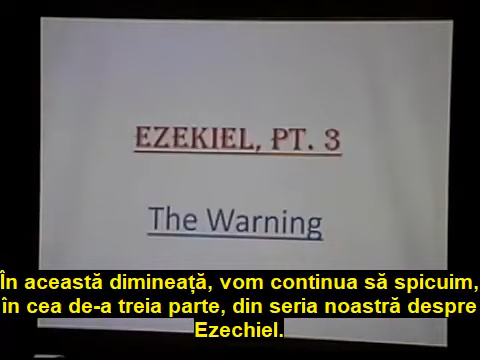 EZEKIEL, PT. 3
The Warning
În această dimineață, vom continua să spicuim,
în cea de-a treia parte, din seria noastră despre
Ezechiel.